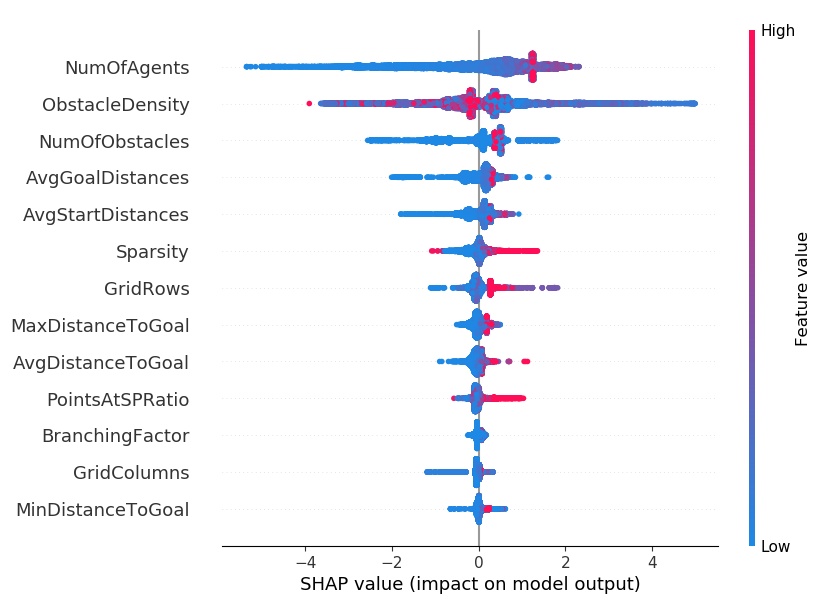 High
NumOfAgents
ObstacleDensity
NumOfObstacles
AvgGoalDistances
AvgStartDistances
Sparsity
GridRows
MaxDistanceToGoal
AvgDistanceToGoal
PointsAtSPRatio
BranchingFactor
GridColumns
MinDistanceToGoal
Feature value
Low
−4 −2 0 2 4
SHAP value (impact on model output)